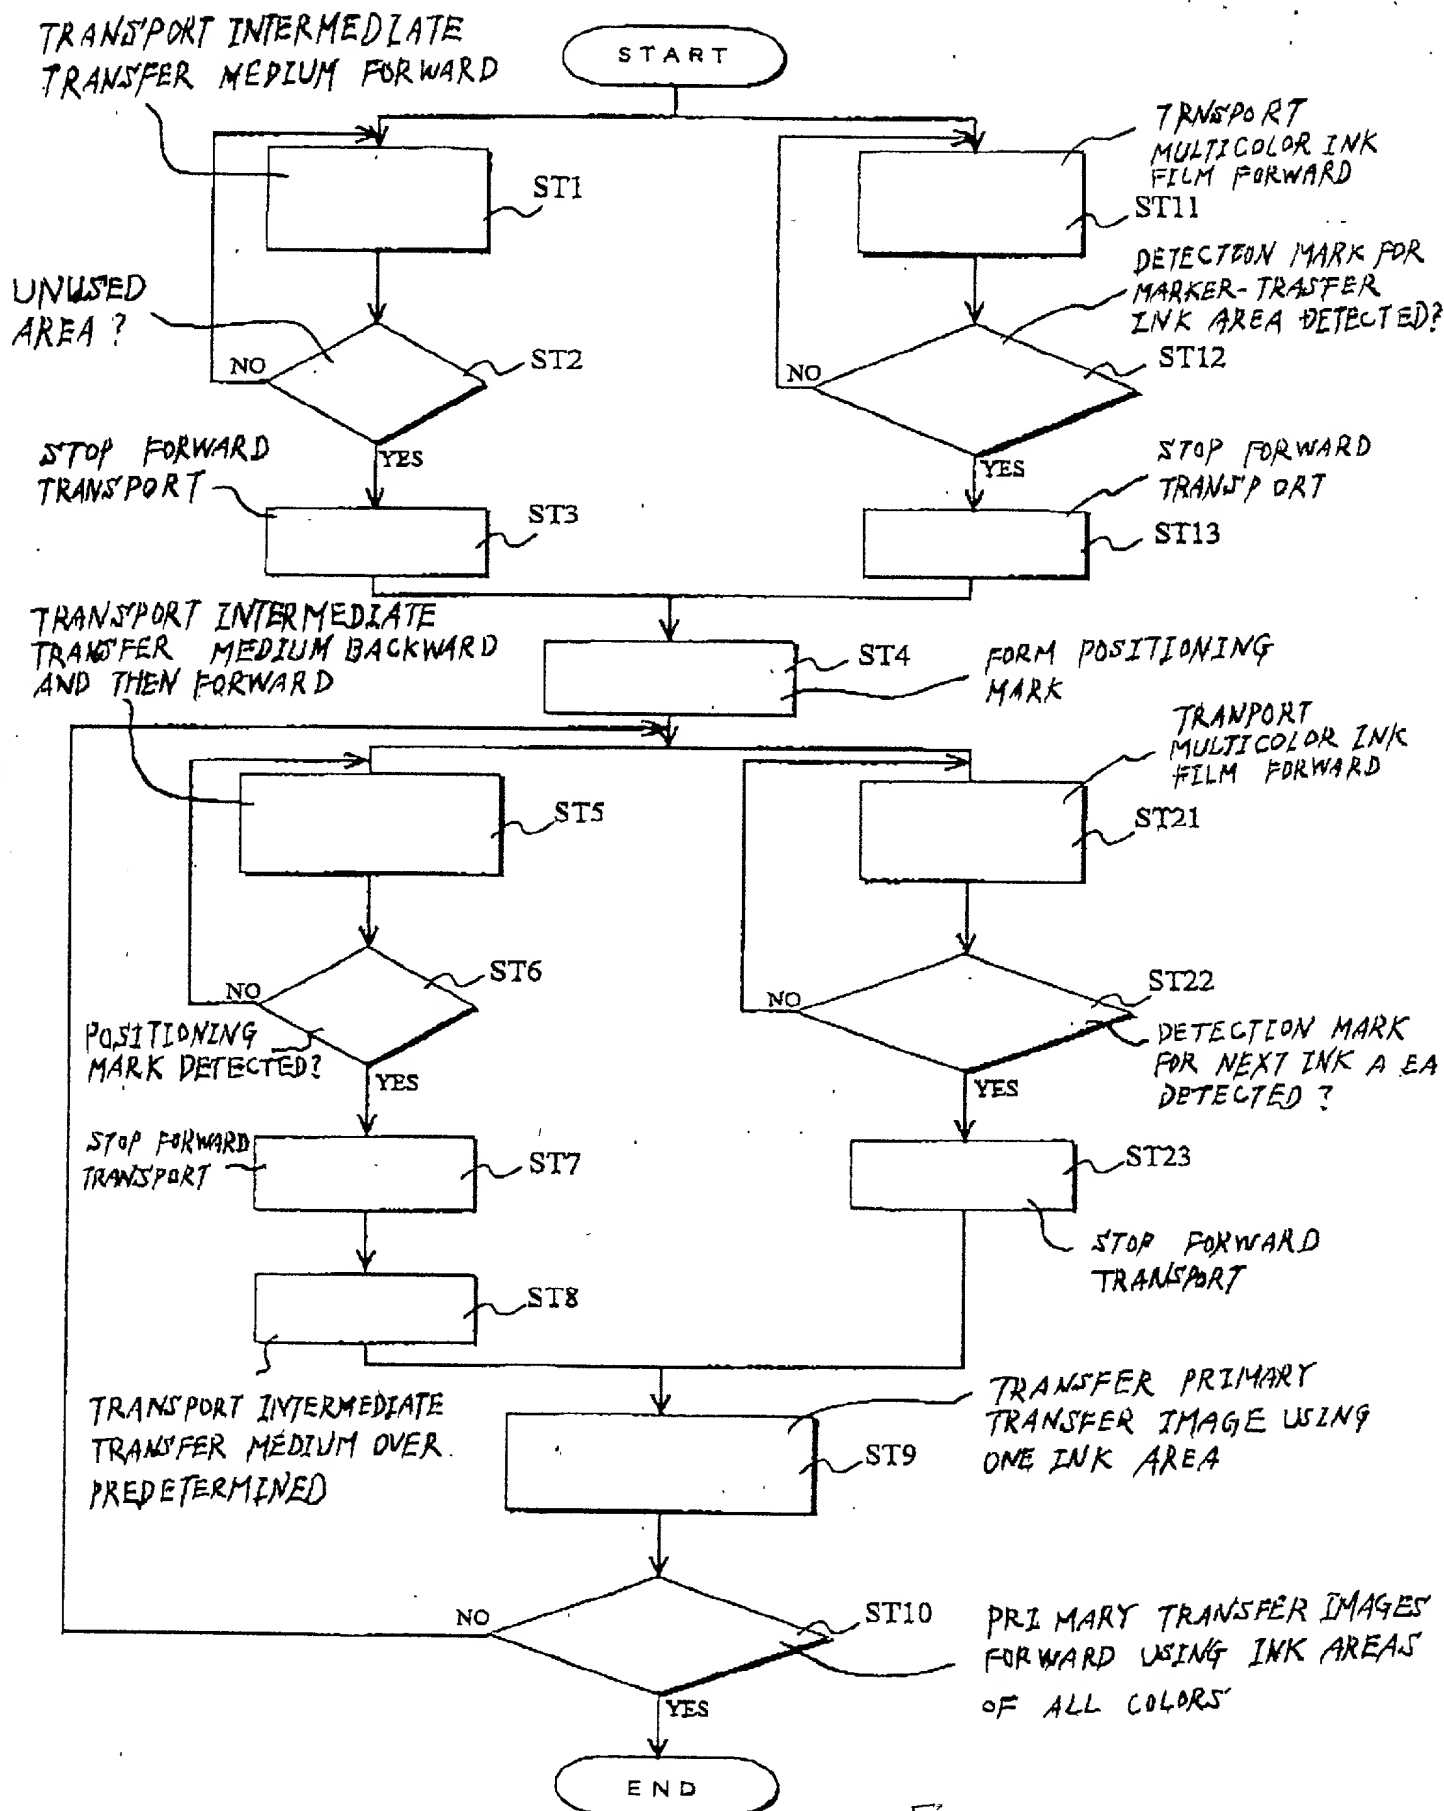 TRANSPORT INTERMEDIATE
TRANSFER MEDIUM FORWARD
START
TRNSPORT
MULTICOLOR INK
FILM FORWARD
ST1
ST11
UNUSED
AREA?
DETECTION MARK FOR
MARKER-TRASFER
INK AREA DETECTED?
NO
ST2
NO
ST12
YES
YES
STOP FORWARD
TRANSPORT
STOP FORWARD
TRANSPORT
ST3
ST13
TRANSPORT INTERMEDIATE
TRANSFER MEDIUM BACKWARD
AND THEN FORWARD
ST4
FORM POSITIONING
MARK
TRANPORT
MULTICOLOR INK
FILM FORWARD
ST5
ST21
NO
ST6
POSITIONING
MARK DETECTED?
YES
NO
ST22
DETECTION MARK
FOR NEXT INK A EA
DETECTED?
YES
STOP FORWARD
TRANSPORT
ST7
ST23
STOP FORWARD
TRANSPORT
ST8
TRANSPORT INTERMEDIATE
TRANSFER MEDIUM OVER
PREDETERMINED
TRANSFER PRIMARY
TRANSFER IMAGE USING
ONE INK AREA
ST9
NO
ST10
PRIMARY TRANSFER IMAGES
FORWARD USING INK AREAS
OF ALL COLORS
YES
END